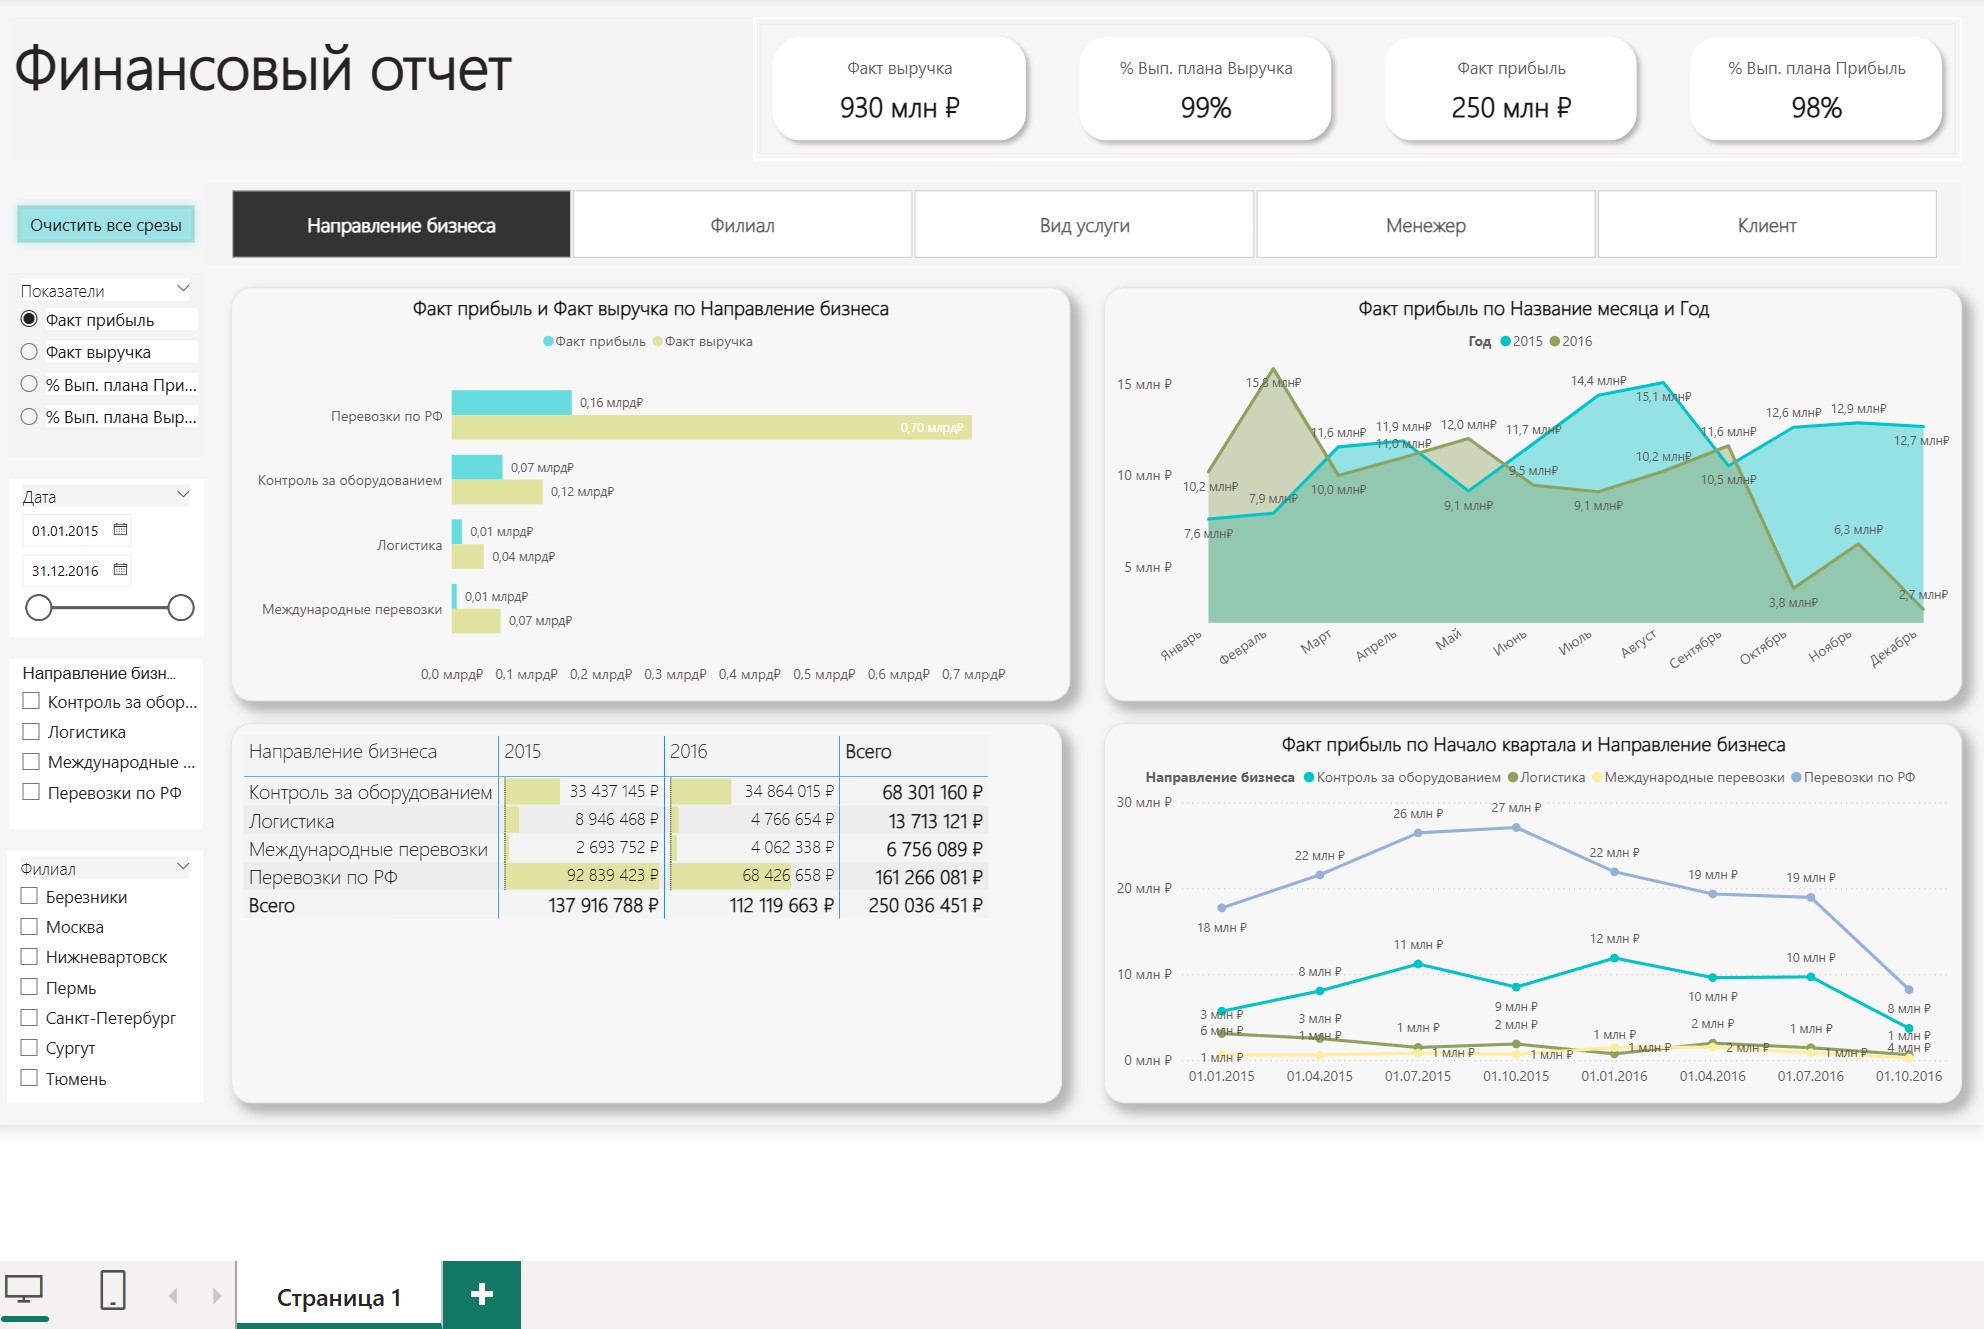 Финансовый отчет
Факт выручка
930 млн ₽
% Вып. плана Выручка
99%
Факт прибыль
250 млн ₽
% Вып. плана Прибыль
98%
Очистить все срезы
Направление бизнеса
Филиал
Вид услуги
Менежер
Клиент
Показатели
Факт прибыль
Факт выручка
% Вып. плана При...
% Вып. плана Выр...
Дата
01.01.2015
31.12.2016
Направление бизн...
Контроль за обор...
Логистика
Международные ...
Перевозки по РФ
Филиал
Березники
Москва
Нижневартовск
Пермь
Санкт-Петербург
Сургут
Тюмень
Факт прибыль и Факт выручка по Направление бизнеса
Факт прибыль Факт выручка
Перевозки по РФ
0,16 млрд₽
0,70 млрд₽
Контроль за оборудованием
0,07 млрд₽
0,12 млрд₽
Логистика
0,01 млрд₽
0,04 млрд₽
Международные перевозки
0,01 млрд₽
0,07 млрд₽
0,0 млрд₽ 0,1 млрд₽ 0,2 млрд₽ 0,3 млрд₽ 0,4 млрд₽ 0,5 млрд₽ 0,6 млрд₽ 0,7 млрд₽
Факт прибыль по Название месяца и Год
Год 2015 2016
15 млн ₽
10 млн ₽
5 млн ₽
15,8 млн₽
14,4 млн₽
15,1 млн₽
11,6 млн₽ 11,9 млн₽ 12,0 млн₽ 11,7 млн₽ 11,6 млн₽ 12,6 млн₽ 12,9 млн₽
11,0 млн₽
12,7 млн₽
10,2 млн₽ 7,9 млн₽ 10,0 млн₽ 9,1 млн₽ 9,5 млн₽ 9,1 млн₽ 10,2 млн₽ 10,5 млн₽
7,6 млн₽
6,3 млн₽
3,8 млн₽
2,7 млн₽
Январь Февраль Март Апрель Май Июнь Июль Август Сентябрь Октябрь Ноябрь Декабрь
Направление бизнеса 2015 2016 Всего
Контроль за оборудованием 33 437 145 ₽ 34 864 015 ₽ 68 301 160 ₽
Логистика 8 946 468 ₽ 4 766 654 ₽ 13 713 121 ₽
Международные перевозки 2 693 752 ₽ 4 062 338 ₽ 6 756 089 ₽
Перевозки по РФ 92 839 423 ₽ 68 426 658 ₽ 161 266 081 ₽
Всего 137 916 788 ₽ 112 119 663 ₽ 250 036 451 ₽
Факт прибыль по Начало квартала и Направление бизнеса
Направление бизнеса Контроль за оборудованием Логистика Международные перевозки Перевозки по РФ
30 млн ₽
20 млн ₽
10 млн ₽
0 млн ₽
18 млн ₽ 22 млн ₽ 26 млн ₽ 27 млн ₽ 22 млн ₽ 19 млн ₽ 19 млн ₽ 8 млн ₽
6 млн ₽ 8 млн ₽ 11 млн ₽ 9 млн ₽ 12 млн ₽ 10 млн ₽ 10 млн ₽ 4 млн ₽
3 млн ₽ 3 млн ₽ 1 млн ₽ 2 млн ₽ 1 млн ₽ 2 млн ₽ 1 млн ₽ 1 млн ₽
1 млн ₽ 1 млн ₽ 1 млн ₽ 1 млн ₽ 1 млн ₽ 2 млн ₽ 1 млн ₽
01.01.2015 01.04.2015 01.07.2015 01.10.2015 01.01.2016 01.04.2016 01.07.2016 01.10.2016
Страница 1